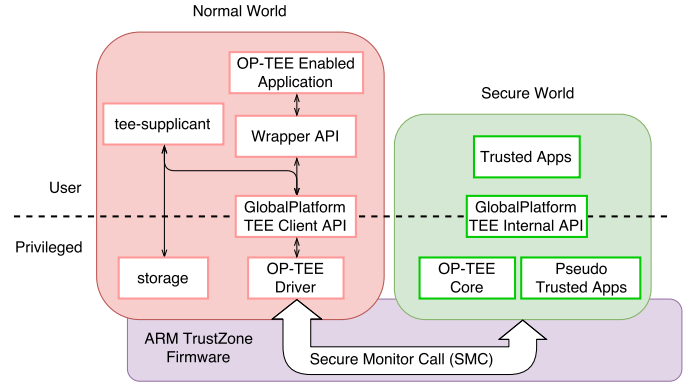 Normal World
OP-TEE Enabled
Application
Secure World
tee-supplicant
Wrapper API
Trusted Apps
User
GlobalPlatform
TEE Client API
GlobalPlatform
TEE Internal API
Privileged
storage
OP-TEE
Driver
OP-TEE
Core
Pseudo
Trusted Apps
ARM TrustZone
Firmware
Secure Monitor Call (SMC)